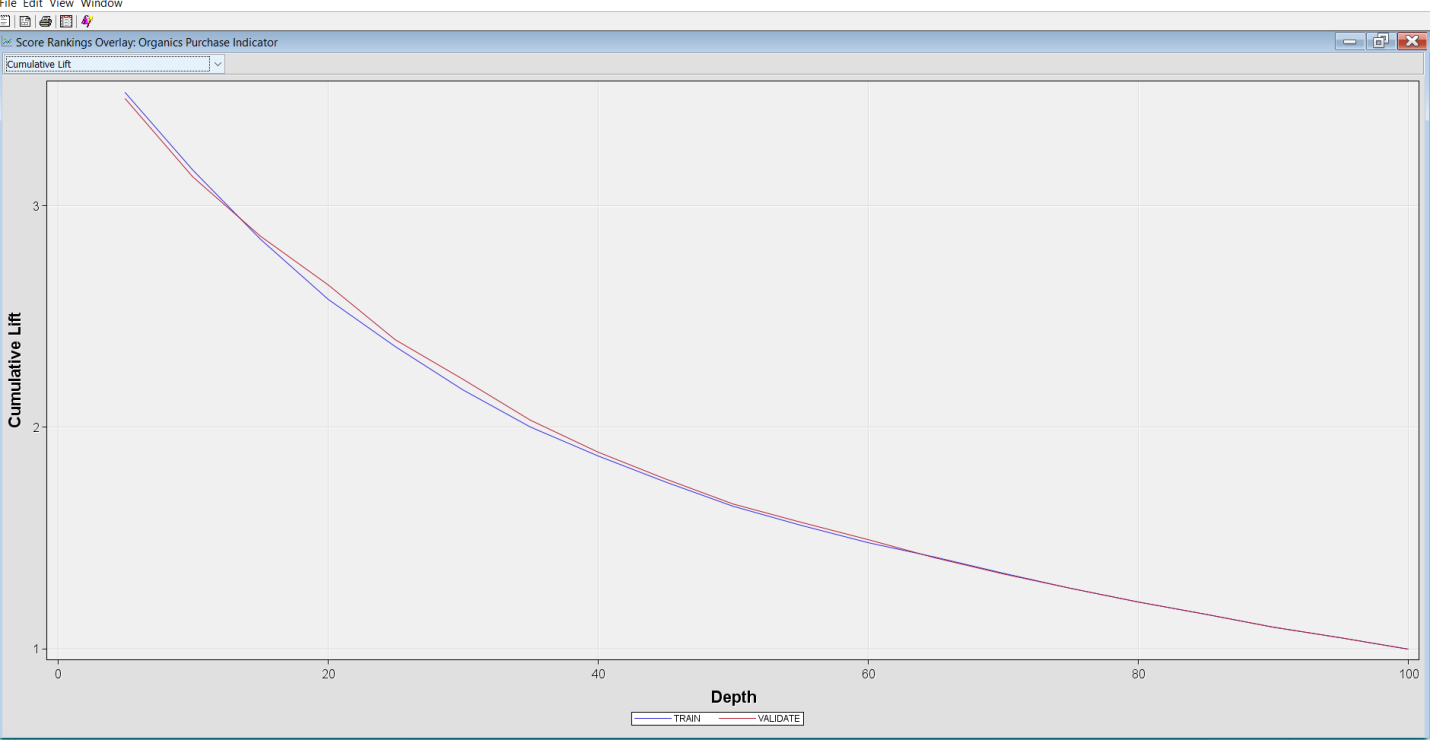 File Edit View Window
Score Rankings Overlay: Organics Purchase Indicator
Cumulative Lift
3
2
1
Cumulative Lift
0 20 40 60 80 100
Depth
TRAIN VALIDATE